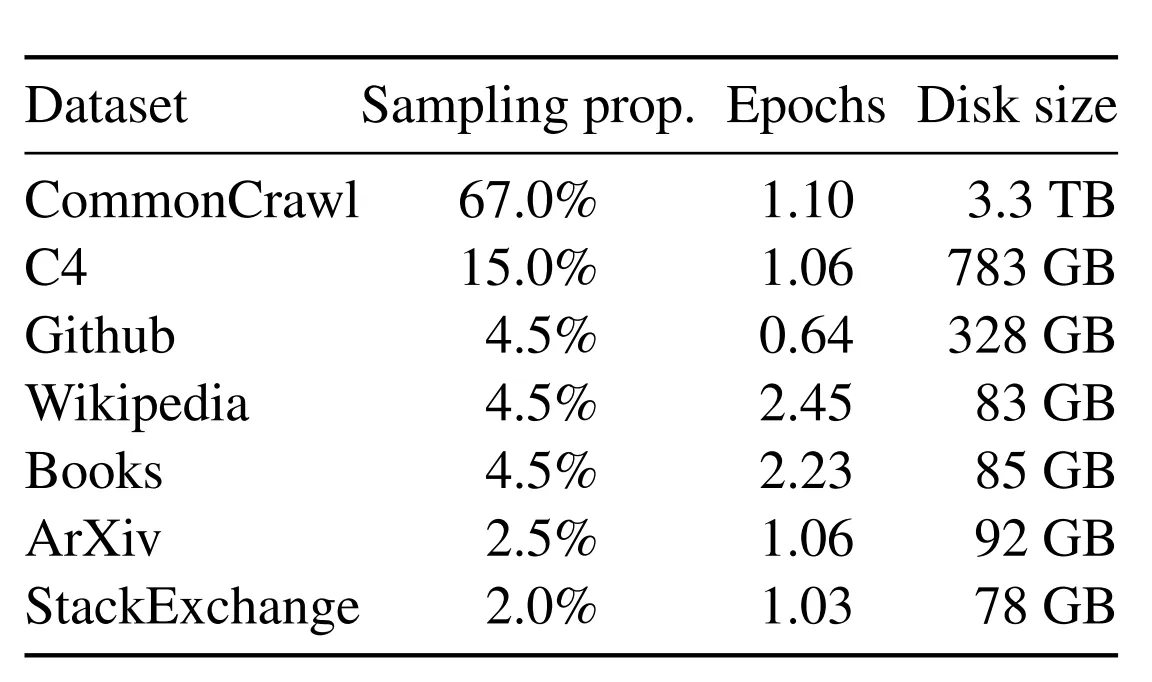 Dataset Sampling prop. Epochs Disk size
CommonCrawl 67.0% 1.10 3.3 TB
C4 15.0% 1.06 783 GB
Github 4.5% 0.64 328 GB
Wikipedia 4.5% 2.45 83 GB
Books 4.5% 2.23 85 GB
ArXiv 2.5% 1.06 92 GB
StackExchange 2.0% 1.03 78 GB